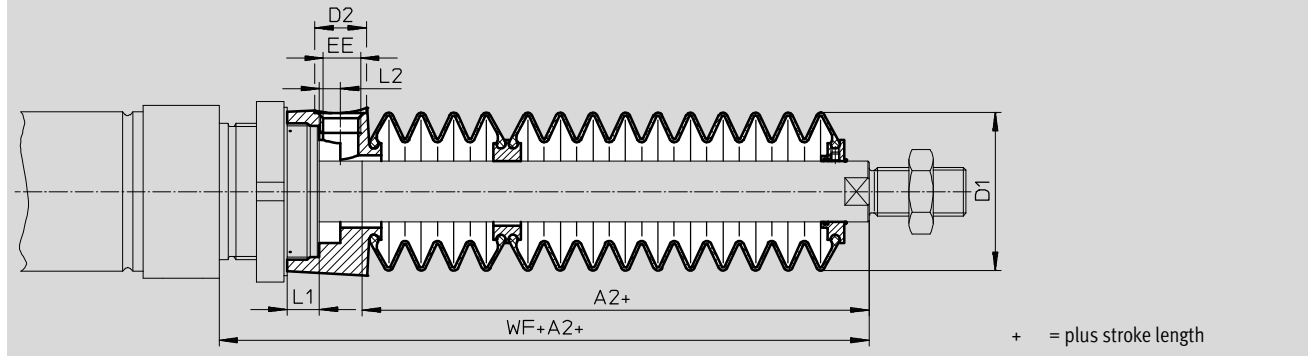 D2
EE
L2
D1
L1
A2+
WF+A2+
+ = plus stroke length